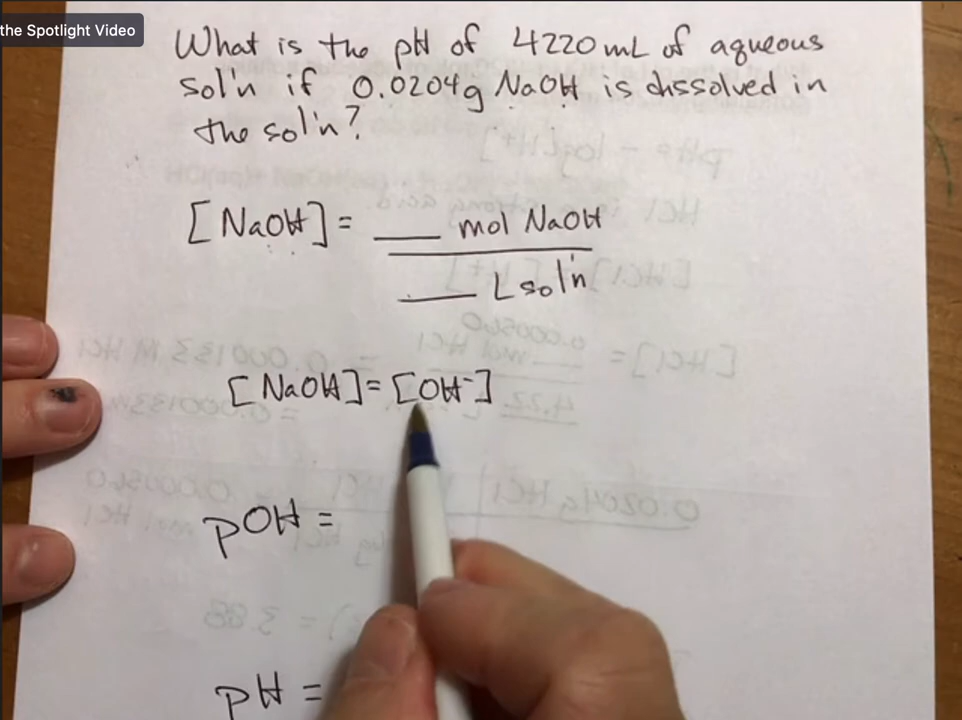 the Spotlight Video
What is the pH of 4220 mL of aqueous
sol'n if 0.0204g NaOH is dissolved in
the sol'n?
[NaOH] = ___ mol NaOH
___ L sol'n
[NaOH] = [OH⁻]
pOH =
pH =